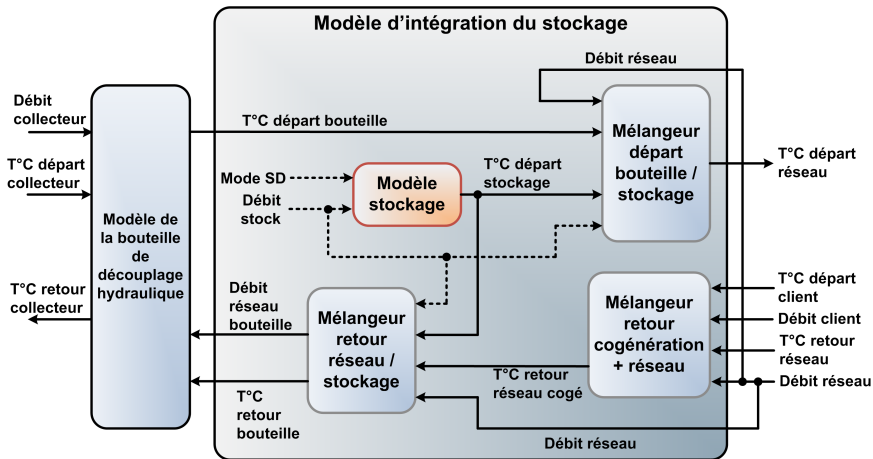 Modèle d'intégration du stockage
Débit réseau
Débit
collecteur
T°C départ bouteille
Mélangeur
départ
bouteille /
stockage
T°C départ
collecteur
T°C départ
réseau
Mode SD
Débit
stock
Modèle
stockage
T°C départ
stockage
Modèle de
la bouteille
de
découplage
hydraulique
T°C retour
collecteur
Débit
réseau
bouteille
Mélangeur
retour
réseau /
stockage
Mélangeur
retour
cogénération
+ réseau
T°C départ
client
Débit client
T°C retour
réseau
Débit réseau
T°C retour
réseau cogé
T°C
retour
bouteille
Débit réseau